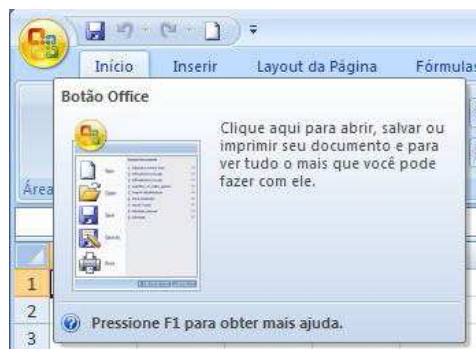 Início Inserir Layout da Página Fórmulas
Botão Office
Clique aqui para abrir, salvar ou
imprimir seu documento e para
ver tudo o mais que você pode
fazer com ele.
Área
1
2
3
Pressione F1 para obter mais ajuda.